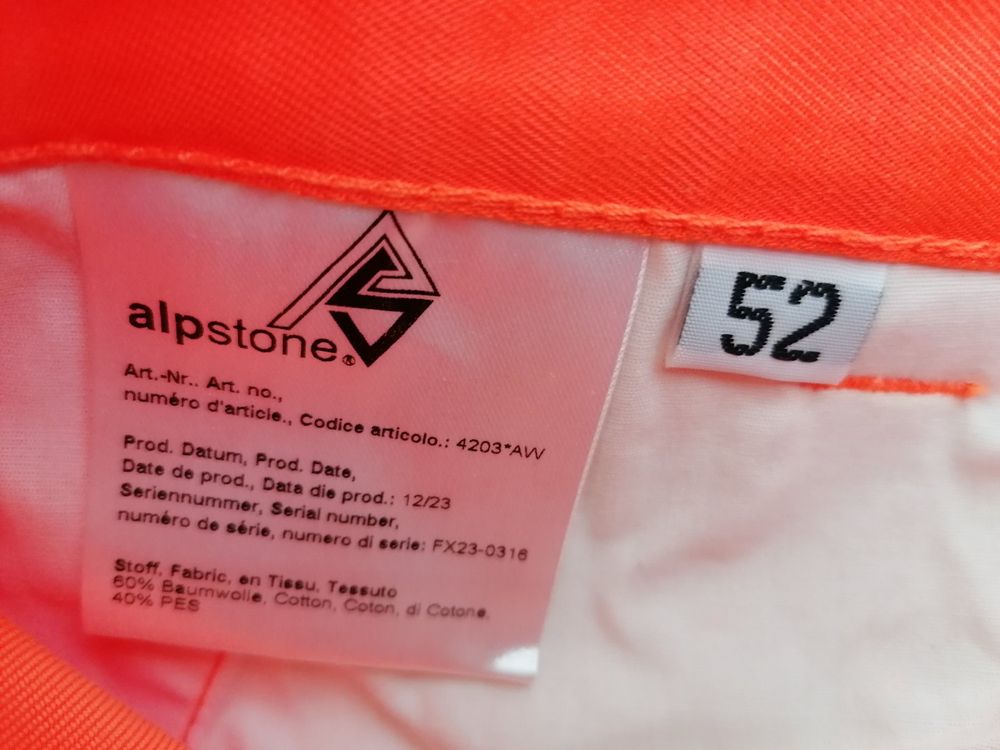 alpstone®
52
Art.-Nr.. Art. no.,
numéro d'article., Codice articolo.: 4203*AW
Prod. Datum, Prod. Date,
Date de prod., Data die prod.: 12/23
Seriennummer, Serial number,
numéro de série, numero di serie: FX23-0316
Stoff, Fabric, en Tissu, Tessuto
60% Baumwolle, Cotton, Coton, di Cotone,
40% PES